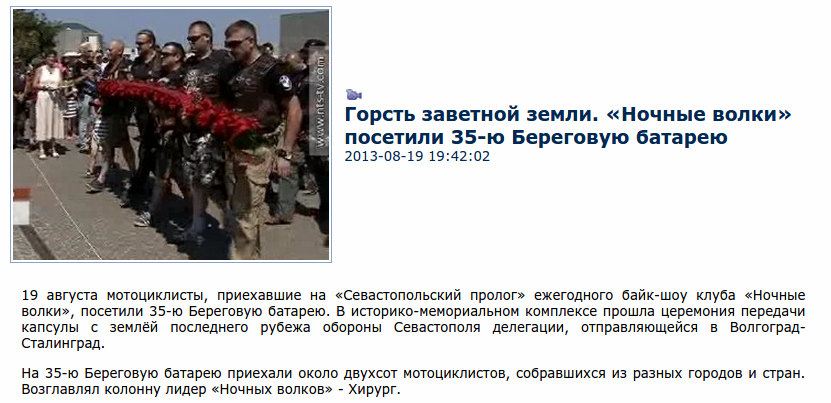 www.nts-tv.com
Горсть заветной земли. «Ночные волки»
посетили 35-ю Береговую батарею
2013-08-19 19:42:02
19 августа мотоциклисты, приехавшие на «Севастопольский пролог» ежегодного байк-шоу клуба «Ночные
волки», посетили 35-ю Береговую батарею. В историко-мемориальном комплексе прошла церемония передачи
капсулы с землёй последнего рубежа обороны Севастополя делегации, отправляющейся в Волгоград-
Сталинград.
На 35-ю Береговую батарею приехали около двухсот мотоциклистов, собравшихся из разных городов и стран.
Возглавлял колонну лидер «Ночных волков» - Хирург.